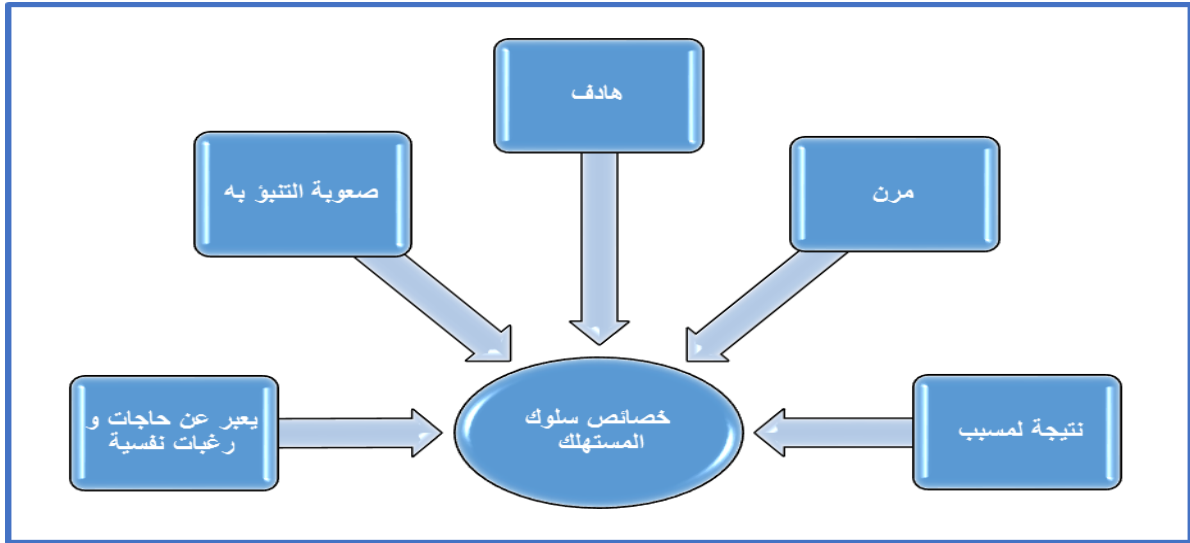 هادف
مرن
صعوبة التنبؤ به
نتيجة لمسبب
خصائص سلوك
المستهلك
يعبر عن حاجات و
رغبات نفسية